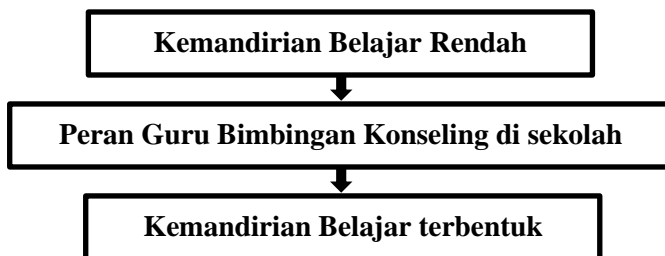 Kemandirian Belajar Rendah
Peran Guru Bimbingan Konseling di sekolah
Kemandirian Belajar terbentuk